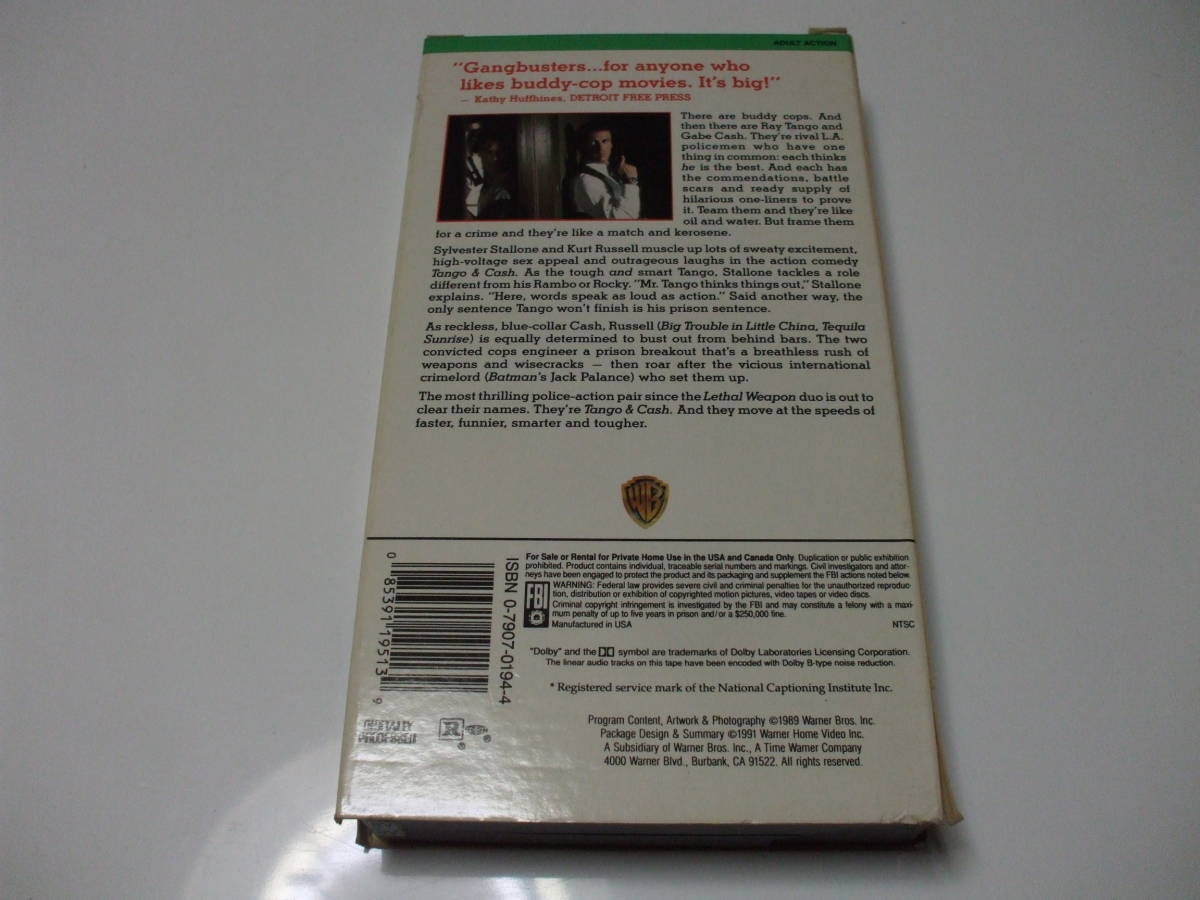 ADULT ACTION
"Gangbusters...for anyone who
likes buddy-cop movies. It's big!"
— Kathy Huffhines, DETROIT FREE PRESS
There are buddy cops. And
then there are Ray Tango and
Gabe Cash. They're rival L.A.
policemen who have one
thing in common: each thinks
he is the best. And each has
the commendations, battle
scars and ready supply of
hilarious one-liners to prove
it. Team them and they're like
oil and water. But frame them
for a crime and they're like a match and kerosene.
Sylvester Stallone and Kurt Russell muscle up lots of sweaty excitement,
high-voltage sex appeal and outrageous laughs in the action comedy
Tango & Cash. As the tough and smart Tango, Stallone tackles a role
different from his Rambo or Rocky. "Mr. Tango thinks things out," Stallone
explains. "Here, words speak as loud as action." Said another way, the
only sentence Tango won't finish is his prison sentence.
As reckless, blue-collar Cash, Russell (Big Trouble in Little China, Tequila
Sunrise) is equally determined to bust out from behind bars. The two
convicted cops engineer a prison breakout that's a breathless rush of
weapons and wisecracks — then roar after the vicious international
crimelord (Batman's Jack Palance) who set them up.
The most thrilling police-action pair since the Lethal Weapon duo is out to
clear their names. They're Tango & Cash. And they move at the speeds of
faster, funnier, smarter and tougher.
WB
0 85391 19513 9
ISBN 0-7907-0194-4
For Sale or Rental for Private Home Use in the USA and Canada Only. Duplication or public exhibition
prohibited. Product contains individual, traceable serial numbers and markings. Civil investigators and attor-
neys have been engaged to protect the product and its packaging and supplement the FBI actions noted below.
FBI
WARNING: Federal law provides severe civil and criminal penalties for the unauthorized reproduc-
tion, distribution or exhibition of copyrighted motion pictures, video tapes or video discs.
Criminal copyright infringement is investigated by the FBI and may constitute a felony with a maxi-
mum penalty of up to five years in prison and/or a $250,000 fine.
Manufactured in USA
NTSC
"Dolby" and the symbol are trademarks of Dolby Laboratories Licensing Corporation.
The linear audio tracks on this tape have been encoded with Dolby B-type noise reduction.
* Registered service mark of the National Captioning Institute Inc.
DIGITALLY
PROCESSED
R
®
®
Program Content, Artwork & Photography ©1989 Warner Bros. Inc.
Package Design & Summary ©1991 Warner Home Video Inc.
A Subsidiary of Warner Bros. Inc., A Time Warner Company
4000 Warner Blvd., Burbank, CA 91522. All rights reserved.